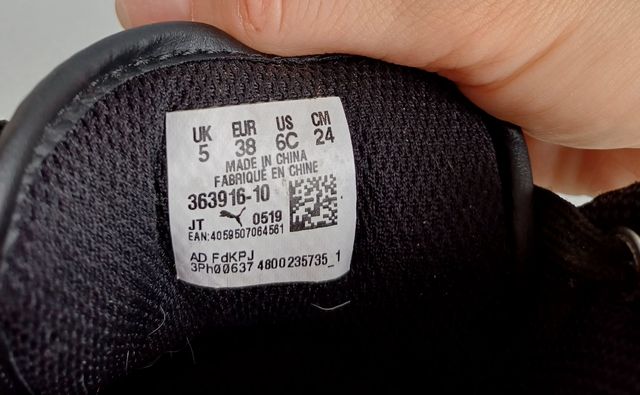 UK EUR US CM
5 38 6C 24
MADE IN CHINA
FABRIQUÉ EN CHINE
363916-10
JT 0519
EAN:4059507064561
AD FdKPJ
3Ph00637 4800235735_1